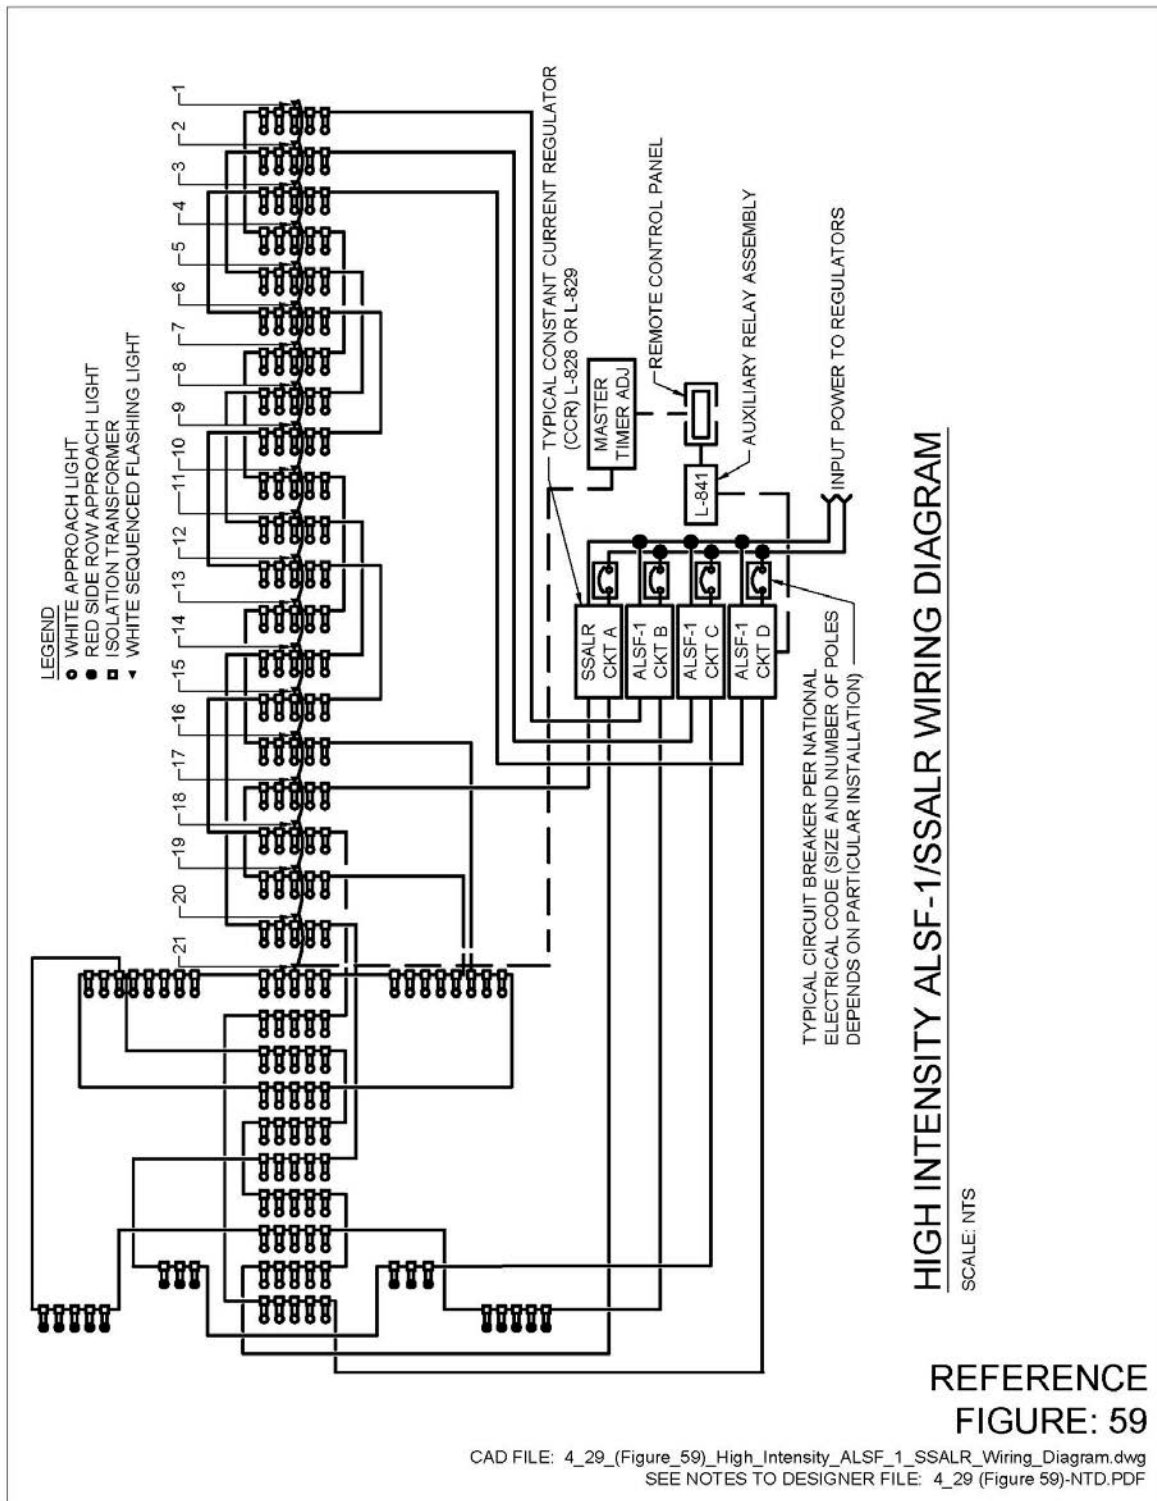 LEGEND
WHITE APPROACH LIGHT
RED SIDE ROW APPROACH LIGHT
ISOLATION TRANSFORMER
WHITE SEQUENCED FLASHING LIGHT
21
20
19
18
17
16
15
14
13
12
11
10
9
8
7
6
5
4
3
2
1
TYPICAL CONSTANT CURRENT REGULATOR
(CCR) L-828 OR L-829
MASTER
TIMER ADJ
REMOTE CONTROL PANEL
L-841
AUXILIARY RELAY ASSEMBLY
SSALR
CKT A
ALSF-1
CKT B
ALSF-1
CKT C
ALSF-1
CKT D
INPUT POWER TO REGULATORS
TYPICAL CIRCUIT BREAKER PER NATIONAL
ELECTRICAL CODE (SIZE AND NUMBER OF POLES
DEPENDS ON PARTICULAR INSTALLATION)
HIGH INTENSITY ALSF-1/SSALR WIRING DIAGRAM
SCALE: NTS
REFERENCE
FIGURE: 59
CAD FILE: 4_29_(Figure_59)_High_Intensity_ALSF_1_SSALR_Wiring_Diagram.dwg
SEE NOTES TO DESIGNER FILE: 4_29 (Figure 59)-NTD.PDF